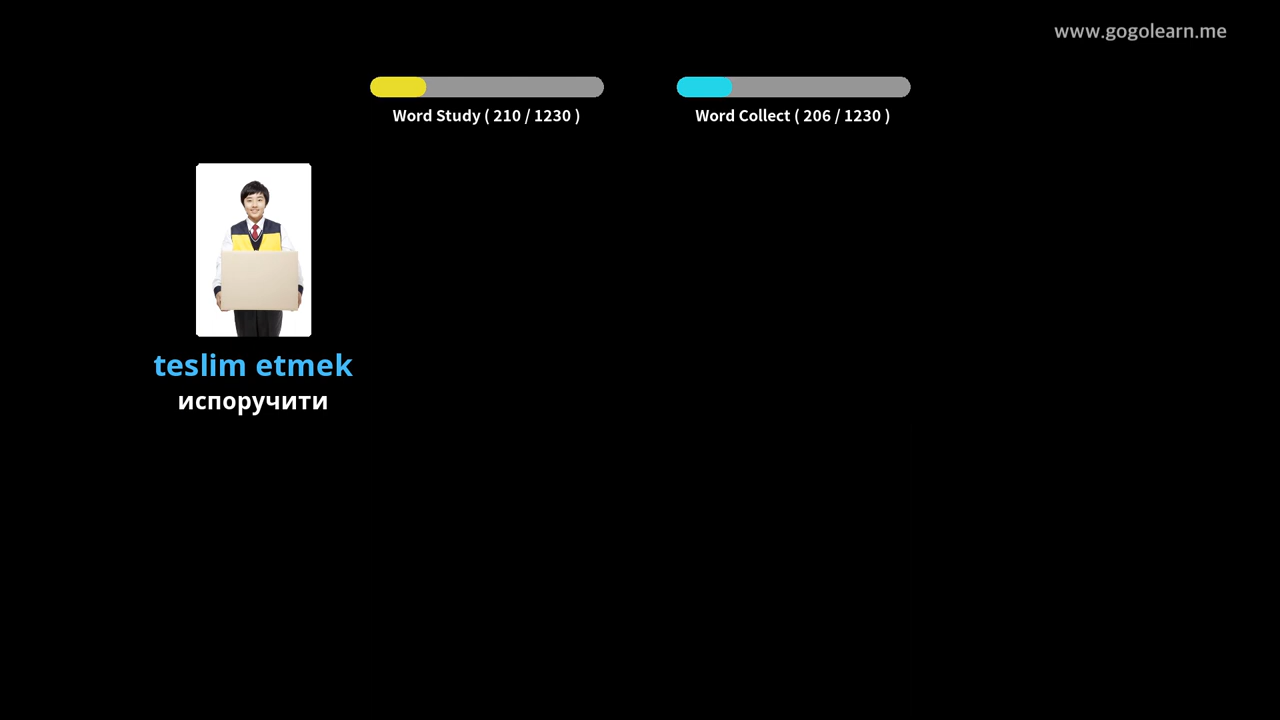 www.gogolearn.me
Word Study ( 210 / 1230 )
Word Collect ( 206 / 1230 )
teslim etmek
испоручити